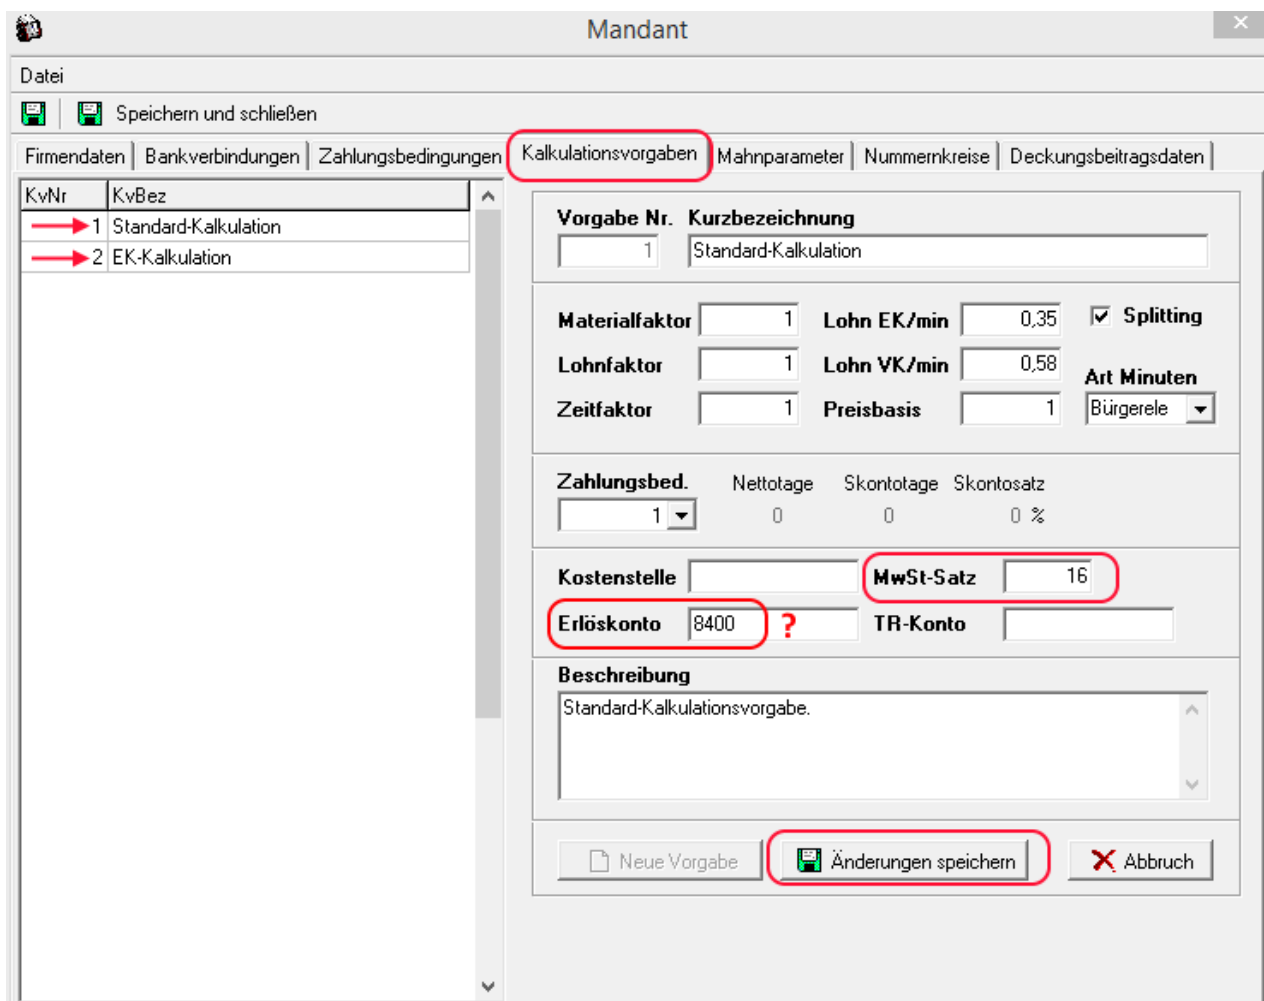 Mandant
Datei
Speichern und schließen
Firmendaten Bankverbindungen Zahlungsbedingungen Kalkulationsvorgaben Mahnparameter Nummernkreise Deckungsbeitragsdaten
KvNr KvBez
1 Standard-Kalkulation
2 EK-Kalkulation
Vorgabe Nr. Kurzbezeichnung
1 Standard-Kalkulation
Materialfaktor 1 Lohn EK/min 0,35 Splitting
Lohnfaktor 1 Lohn VK/min 0,58
Art Minuten
Zeitfaktor 1 Preisbasis 1 Bürgerele
Zahlungsbed. Nettotage Skontotage Skontosatz
1 0 0 0 %
Kostenstelle MwSt-Satz 16
Erlöskonto 8400 ? TR-Konto
Beschreibung
Standard-Kalkulationsvorgabe.
Neue Vorgabe Änderungen speichern Abbruch